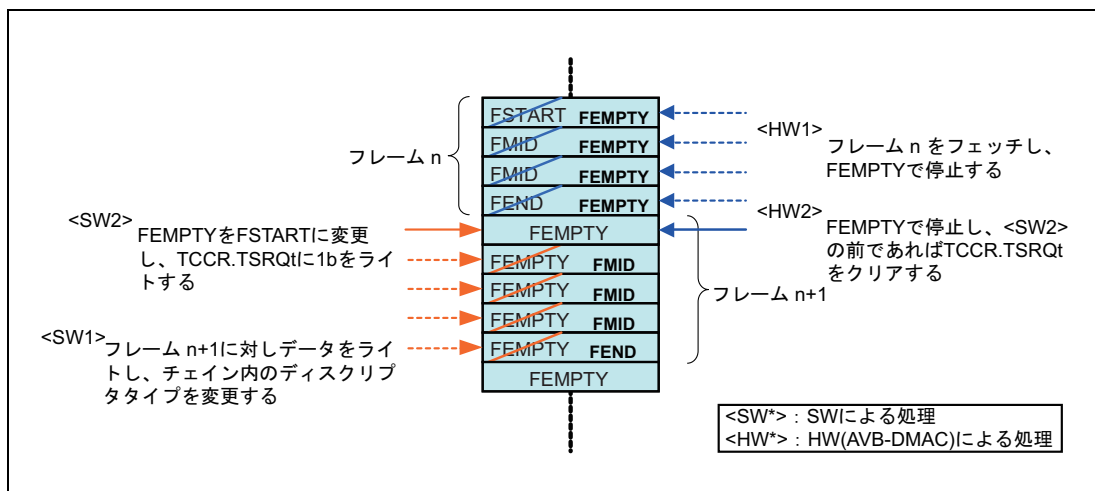 FSTART FEMPTY
FMID FEMPTY
FMID FEMPTY
FEND FEMPTY
FEMPTY
FEMPTY FMID
FEMPTY FMID
FEMPTY FMID
FEMPTY FEND
FEMPTY
フレーム n
<HW1>
フレーム n をフェッチし、
FEMPTYで停止する
<HW2>
FEMPTYで停止し、<SW2>
の前であればTCCR.TSRQt
をクリアする
フレーム n+1
<SW2>
FEMPTYをFSTARTに変更
し、TCCR.TSRQtに1bをライ
トする
<SW1>
フレーム n+1に対しデータをライ
トし、チェイン内のディスクリプ
タタイプを変更する
<SW*>:SWによる処理
<HW*>:HW(AVB-DMAC)による処理